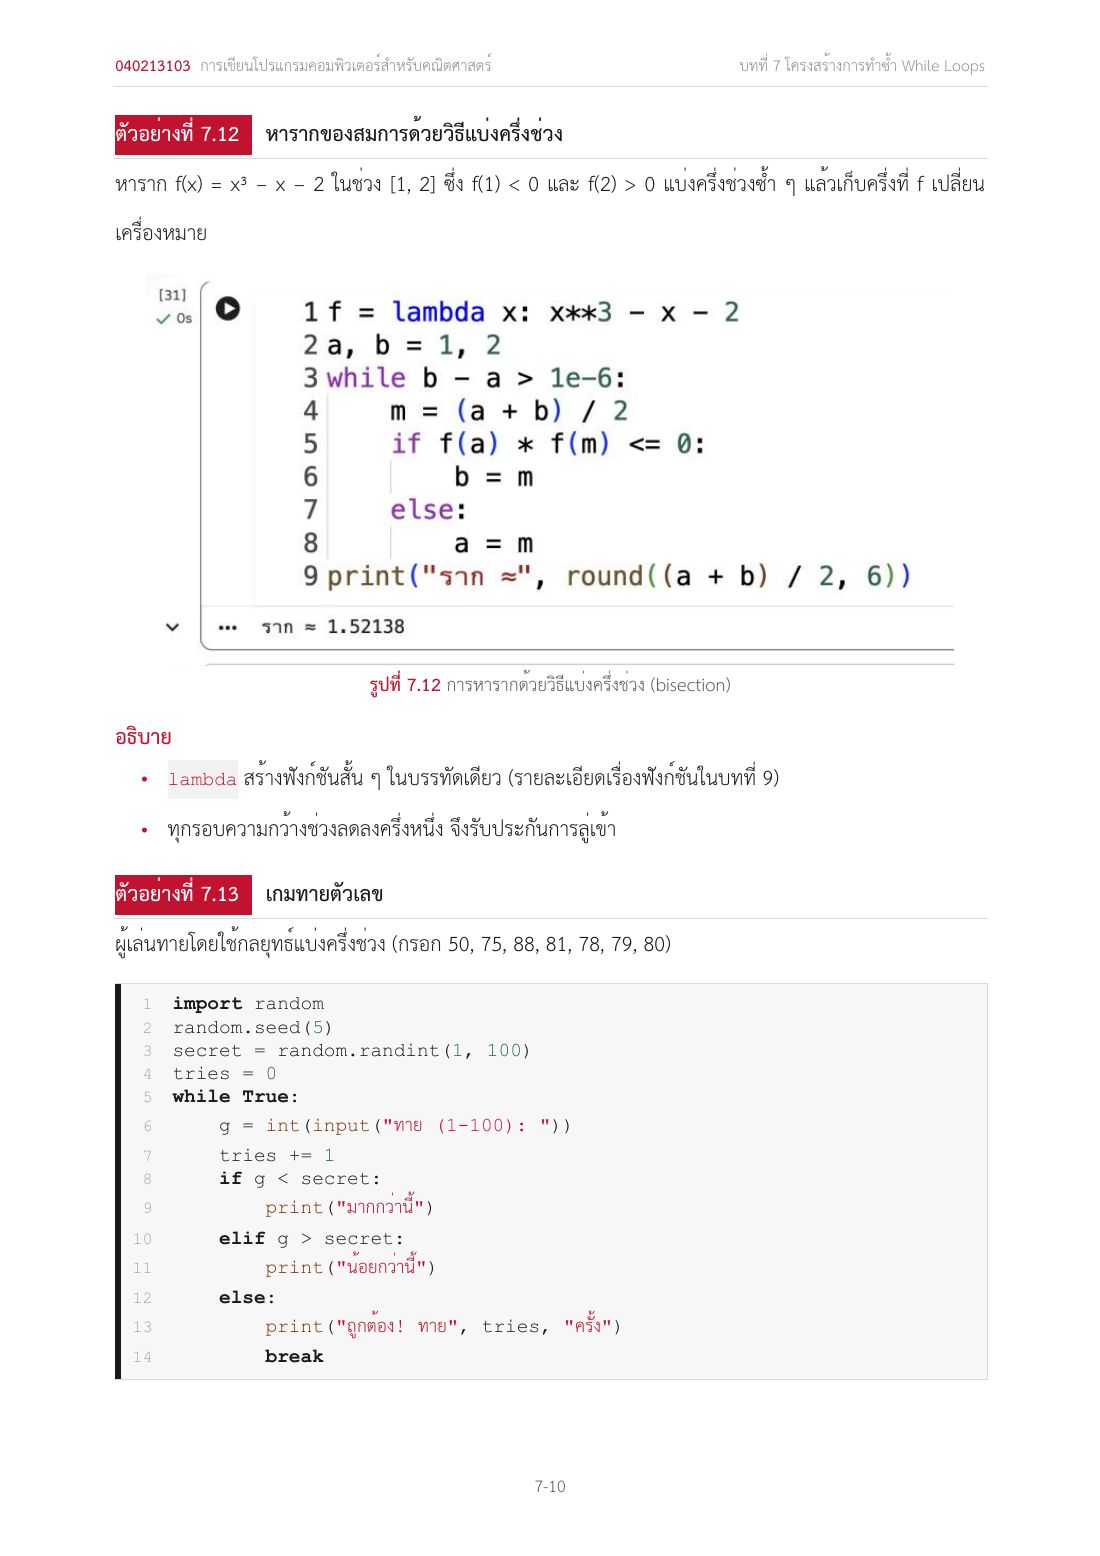 040213103 การเขียนโปรแกรมคอมพิวเตอร์สำหรับคณิตศาสตร์ บทที่ 7 โครงสร้างการทำซ้ำ While Loops
ตัวอย่างที่ 7.12 หารากของสมการด้วยวิธีแบ่งครึ่งช่วง
หาราก f(x) = x³ – x – 2 ในช่วง [1, 2] ซึ่ง f(1) < 0 และ f(2) > 0 แบ่งครึ่งช่วงซ้ำ ๆ แล้วเก็บครึ่งที่ f เปลี่ยน
เครื่องหมาย
[31]
0s
1 f = lambda x: x**3 - x - 2
2 a, b = 1, 2
3 while b - a > 1e-6:
4     m = (a + b) / 2
5     if f(a) * f(m) <= 0:
6         b = m
7     else:
8         a = m
9 print("ราก ≈", round((a + b) / 2, 6))
ราก ≈ 1.52138
รูปที่ 7.12 การหารากด้วยวิธีแบ่งครึ่งช่วง (bisection)
อธิบาย
• lambda สร้างฟังก์ชันสั้น ๆ ในบรรทัดเดียว (รายละเอียดเรื่องฟังก์ชันในบทที่ 9)
• ทุกรอบความกว้างช่วงลดลงครึ่งหนึ่ง จึงรับประกันการลู่เข้า
ตัวอย่างที่ 7.13 เกมทายตัวเลข
ผู้เล่นทายโดยใช้กลยุทธ์แบ่งครึ่งช่วง (กรอก 50, 75, 88, 81, 78, 79, 80)
1 import random
2 random.seed(5)
3 secret = random.randint(1, 100)
4 tries = 0
5 while True:
6     g = int(input("ทาย (1-100): "))
7     tries += 1
8     if g < secret:
9         print("มากกว่านี้")
10     elif g > secret:
11         print("น้อยกว่านี้")
12     else:
13         print("ถูกต้อง! ทาย", tries, "ครั้ง")
14         break
7-10